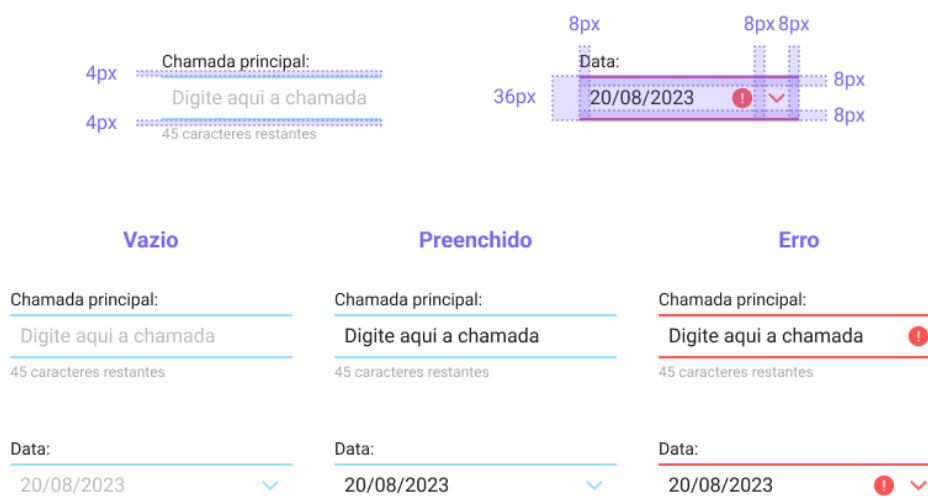 8px
8px 8px
Chamada principal:
Data:
4px
8px
Digite aqui a chamada
36px
20/08/2023
4px
8px
45 caracteres restantes
Vazio
Preenchido
Erro
Chamada principal:
Chamada principal:
Chamada principal:
Digite aqui a chamada
Digite aqui a chamada
Digite aqui a chamada
45 caracteres restantes
45 caracteres restantes
45 caracteres restantes
Data:
Data:
Data:
20/08/2023
20/08/2023
20/08/2023